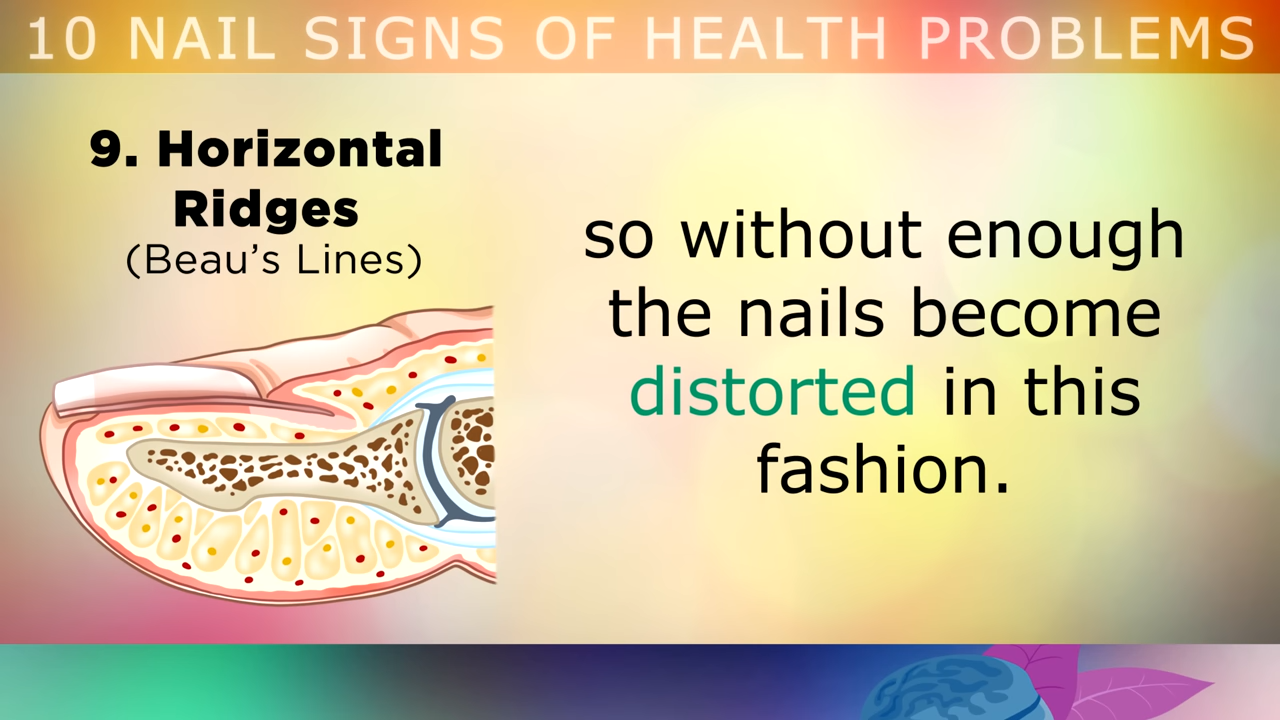 10 NAIL SIGNS OF HEALTH PROBLEMS
9. Horizontal
Ridges
(Beau's Lines)
so without enough
the nails become
distorted in this
fashion.